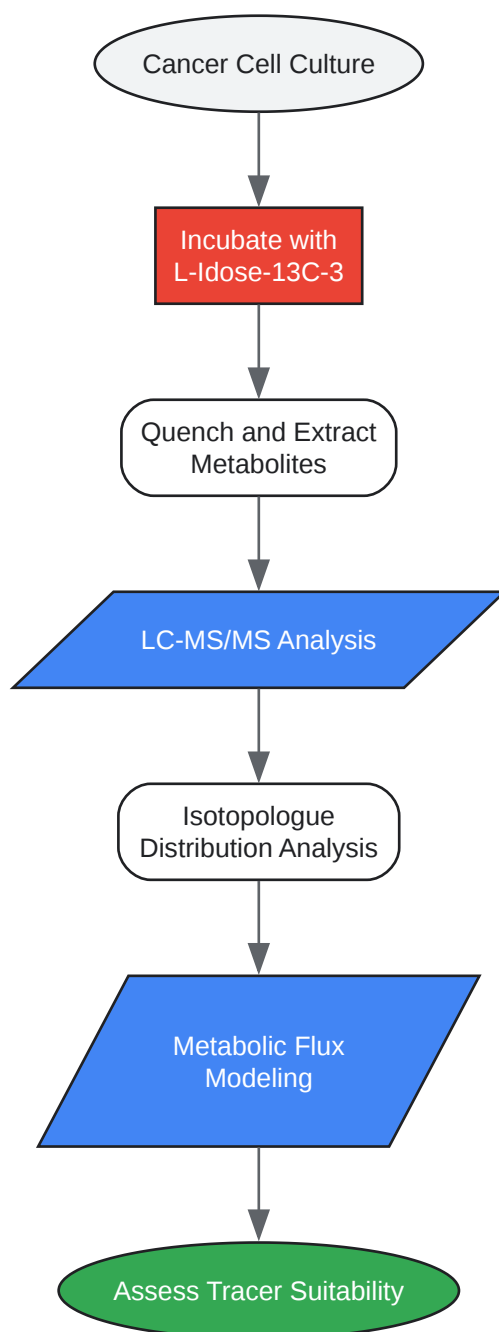 Cancer Cell Culture
Incubate with
L-Idose-13C-3
Quench and Extract
Metabolites
LC-MS/MS Analysis
Isotopologue
Distribution Analysis
Metabolic Flux
Modeling
Assess Tracer Suitability